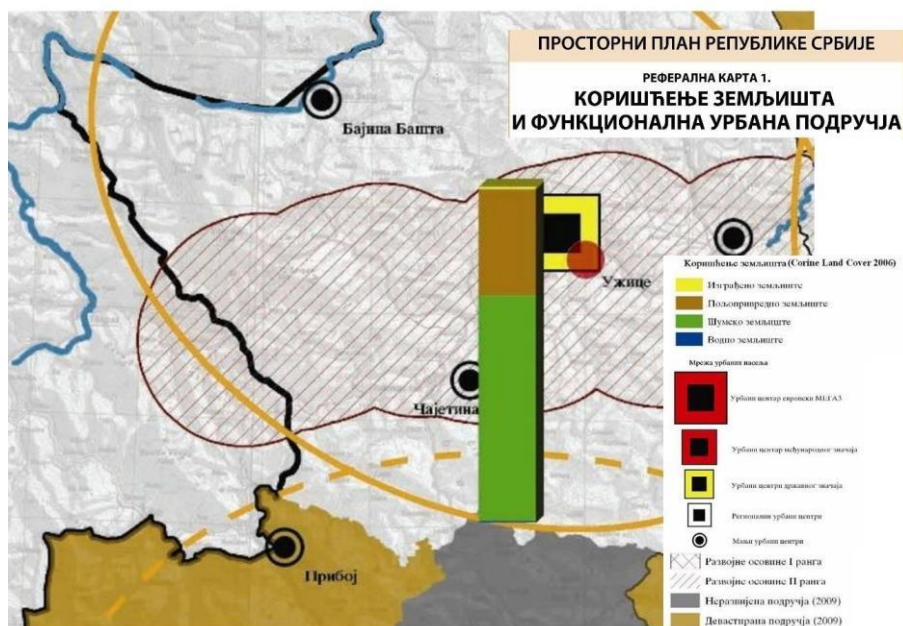 ПРОСТОРНИ ПЛАН РЕПУБЛИКЕ СРБИЈЕ
РЕФЕРАЛНА КАРТА 1.
КОРИШЋЕЊЕ ЗЕМЉИШТА
И ФУНКЦИОНАЛНА УРБАНА ПОДРУЧЈА
Бајина Башта
Ужице
Чајетина
Прибој
Коришћење земљишта (Corine Land Cover 2006)
Изграђено земљиште
Пољопривредно земљиште
Шумско земљиште
Водно земљиште
Мрежа урбаних насеља
Урбани центар европски МЕГА3
Урбани центар међународног значаја
Урбани центри државног значаја
Регионални урбани центри
Мањи урбани центри
Развојне осовине I ранга
Развојне осовине II ранга
Неразвијена подручја (2009)
Девастирана подручја (2009)